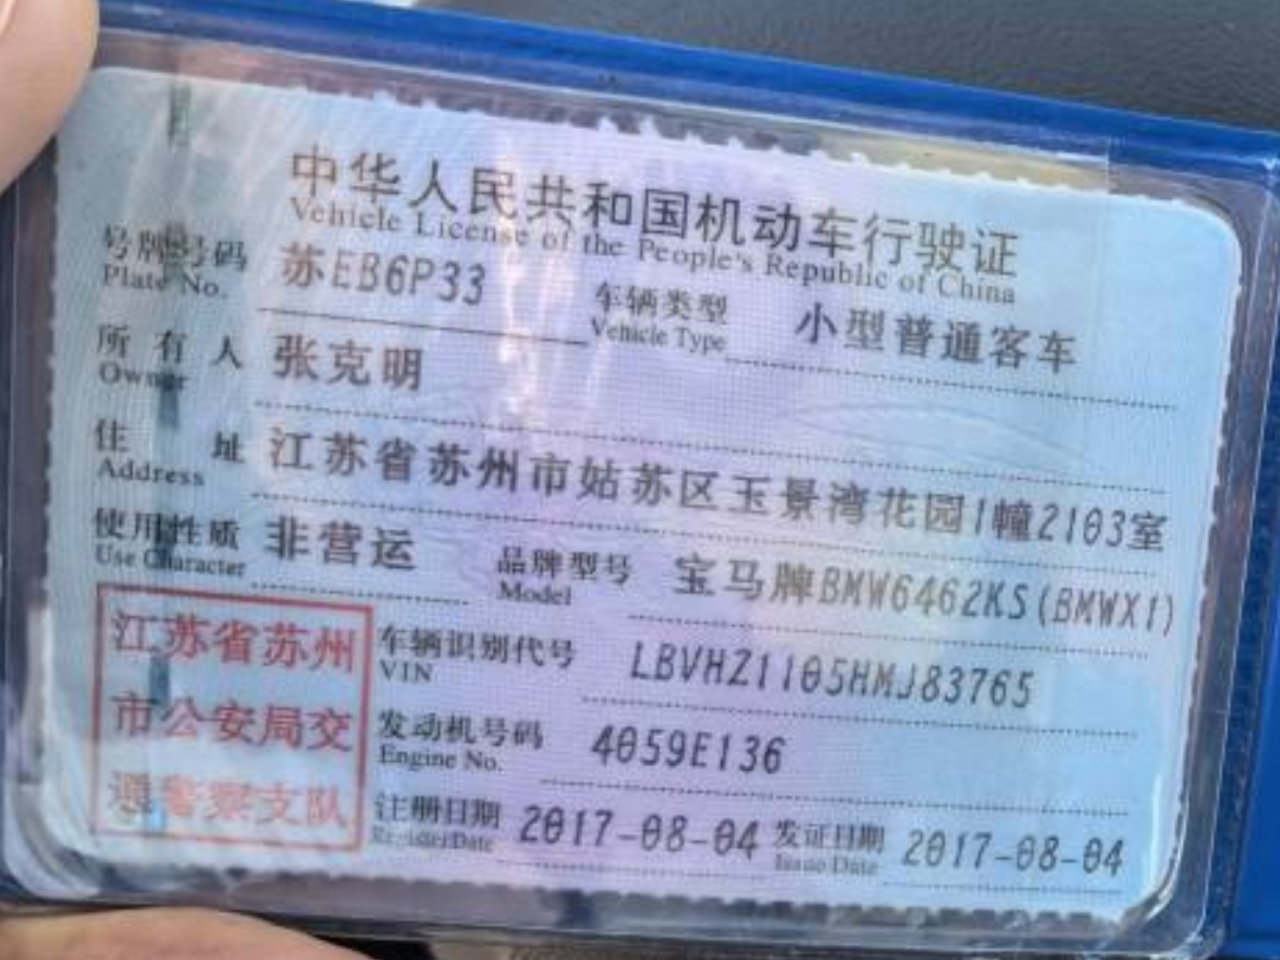 中华人民共和国机动车行驶证
Vehicle License of the People's Republic of China
号牌号码 苏EB6P33 车辆类型 小型普通客车
Plate No. Vehicle Type
所有人 张克明
Owner
住址 江苏省苏州市姑苏区玉景湾花园1幢2103室
Address
使用性质 非营运 品牌型号 宝马牌BMW6462KS(BMWX1)
Use Character Model
江苏省苏州
市公安局交
通警察支队
车辆识别代号 LBVHZ1105HMJ83765
VIN
发动机号码 4059E136
Engine No.
注册日期 2017-08-04 发证日期 2017-08-04
Register Date Issue Date